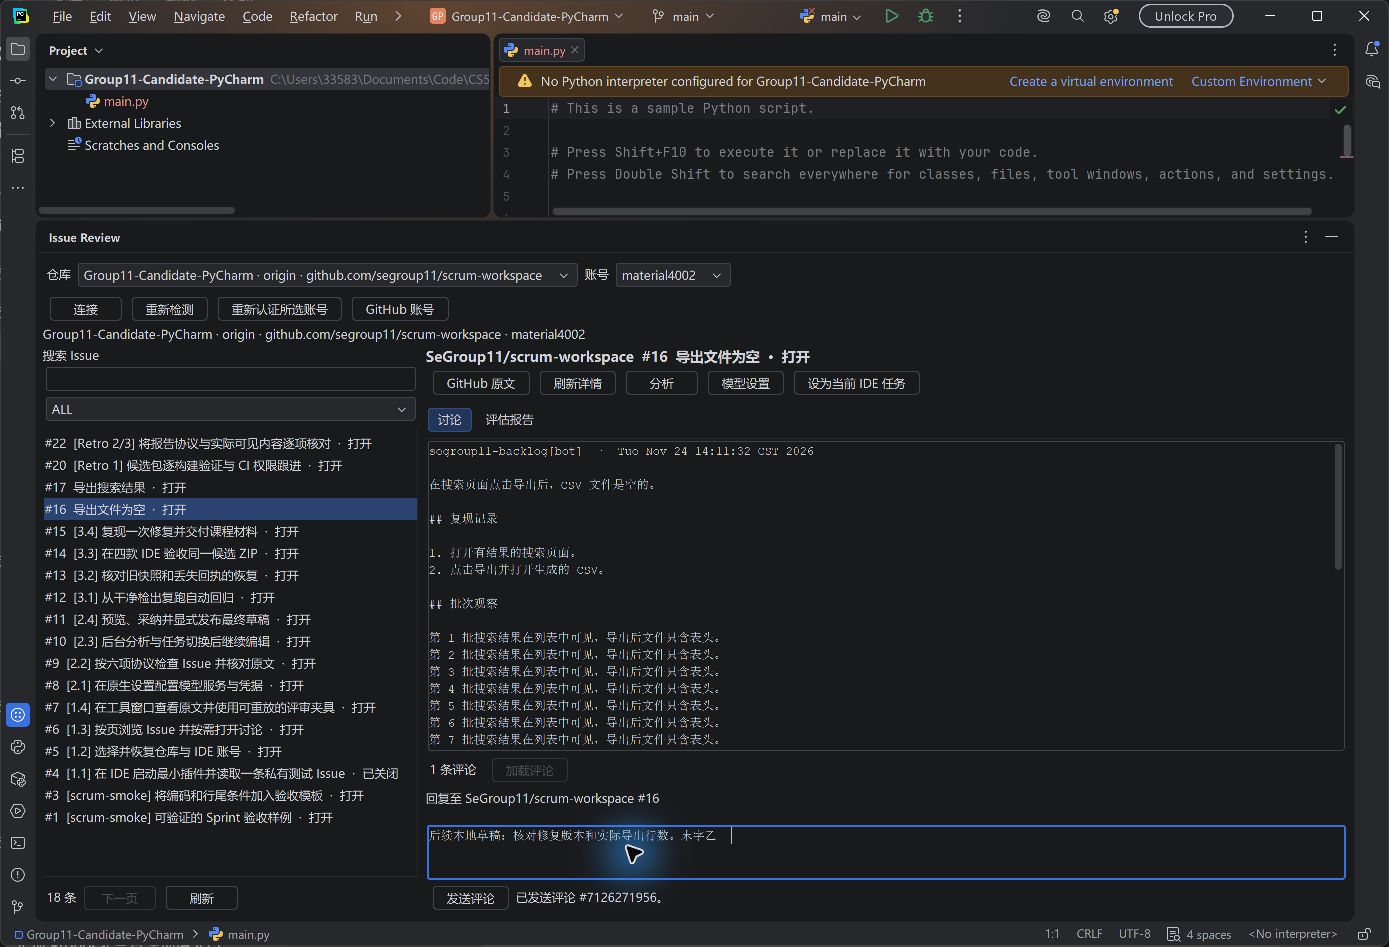 File Edit View Navigate Code Refactor Run GP Group11-Candidate-PyCharm main main Unlock Pro
Project
Group11-Candidate-PyCharm C:\Users\33583\Documents\Code\CS5
main.py
External Libraries
Scratches and Consoles
main.py
No Python interpreter configured for Group11-Candidate-PyCharm Create a virtual environment Custom Environment
1 # This is a sample Python script.
2
3 # Press Shift+F10 to execute it or replace it with your code.
4 # Press Double Shift to search everywhere for classes, files, tool windows, actions, and settings.
5
Issue Review
仓库 Group11-Candidate-PyCharm · origin · github.com/segroup11/scrum-workspace 账号 material4002
连接 重新检测 重新认证所选账号 GitHub 账号
Group11-Candidate-PyCharm · origin · github.com/segroup11/scrum-workspace · material4002
搜索 Issue
ALL
#22 [Retro 2/3] 将报告协议与实际可见内容逐项核对 · 打开
#20 [Retro 1] 候选包逐构建验证与 CI 权限跟进 · 打开
#17 导出搜索结果 · 打开
#16 导出文件为空 · 打开
#15 [3.4] 复现一次修复并交付课程材料 · 打开
#14 [3.3] 在四款 IDE 验收同一候选 ZIP · 打开
#13 [3.2] 核对旧快照和丢失回执的恢复 · 打开
#12 [3.1] 从干净检出复跑自动回归 · 打开
#11 [2.4] 预览、采纳并显式发布最终草稿 · 打开
#10 [2.3] 后台分析与任务切换后继续编辑 · 打开
#9 [2.2] 按六项协议检查 Issue 并核对原文 · 打开
#8 [2.1] 在原生设置配置模型服务与凭据 · 打开
#7 [1.4] 在工具窗口查看原文并使用可重放的评审夹具 · 打开
#6 [1.3] 按页浏览 Issue 并按需打开讨论 · 打开
#5 [1.2] 选择并恢复仓库与 IDE 账号 · 打开
#4 [1.1] 在 IDE 启动最小插件并读取一条私有测试 Issue · 已关闭
#3 [scrum-smoke] 将编码和行尾条件加入验收模板 · 打开
#1 [scrum-smoke] 可验证的 Sprint 验收样例 · 打开
18 条 下一页 刷新
SeGroup11/scrum-workspace #16 导出文件为空 • 打开
GitHub 原文 刷新详情 分析 模型设置 设为当前 IDE 任务
讨论 评估报告
segroup11-backlog[bot] · Tue Nov 24 14:11:32 CST 2026
在搜索页面点击导出后，CSV 文件是空的。
## 复现记录
1. 打开有结果的搜索页面。
2. 点击导出并打开生成的 CSV。
## 批次观察
第 1 批搜索结果在列表中可见，导出后文件只含表头。
第 2 批搜索结果在列表中可见，导出后文件只含表头。
第 3 批搜索结果在列表中可见，导出后文件只含表头。
第 4 批搜索结果在列表中可见，导出后文件只含表头。
第 5 批搜索结果在列表中可见，导出后文件只含表头。
第 6 批搜索结果在列表中可见，导出后文件只含表头。
第 7 批搜索结果在列表中可见，导出后文件只含表头。
1 条评论 加载评论
回复至 SeGroup11/scrum-workspace #16
后续本地草稿：核对修复版本和实际导出行数。末字乙
发送评论 已发送评论 #7126271956。
Group11-Candidate-PyCharm main.py 1:1 CRLF UTF-8 4 spaces <No interpreter>